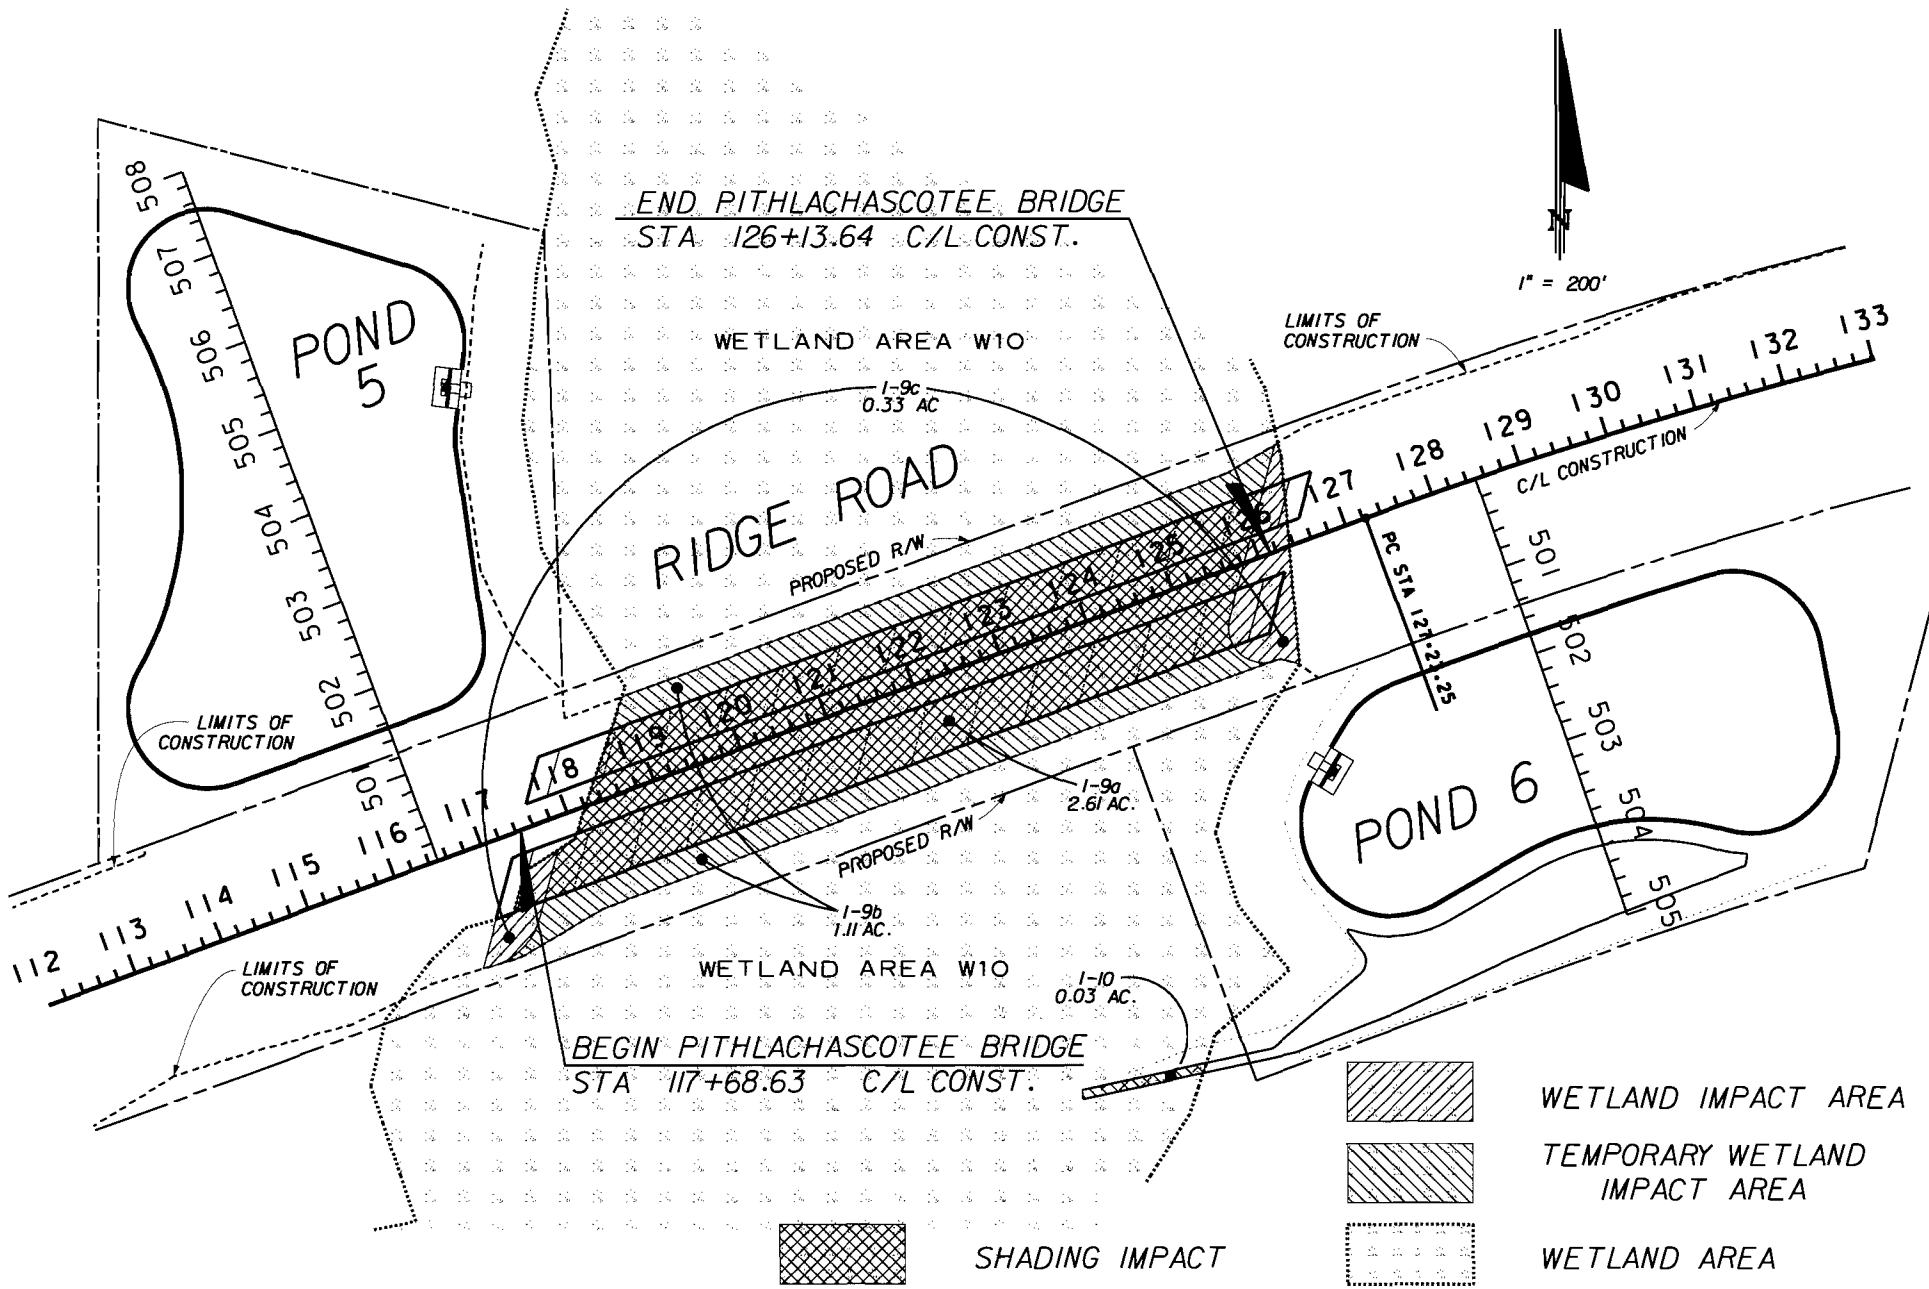 END PITHLACHASCOTEE BRIDGE
STA 126+13.64 C/L CONST.
N
1" = 200'
WETLAND AREA W10
LIMITS OF
CONSTRUCTION
1-9c
0.33 AC
RIDGE ROAD
PROPOSED R/W
POND
5
508
507
506
505
504
503
502
501
LIMITS OF
CONSTRUCTION
112
113
114
115
116
117
118
119
120
121
122
123
124
125
126
127
128
129
130
131
132
133
C/L CONSTRUCTION
PC STA 127+21.25
501
502
503
504
505
POND 6
1-9a
2.61 AC.
PROPOSED R/W
1-9b
1.11 AC.
WETLAND AREA W10
LIMITS OF
CONSTRUCTION
1-10
0.03 AC.
BEGIN PITHLACHASCOTEE BRIDGE
STA 117+68.63 C/L CONST.
WETLAND IMPACT AREA
TEMPORARY WETLAND
IMPACT AREA
SHADING IMPACT
WETLAND AREA